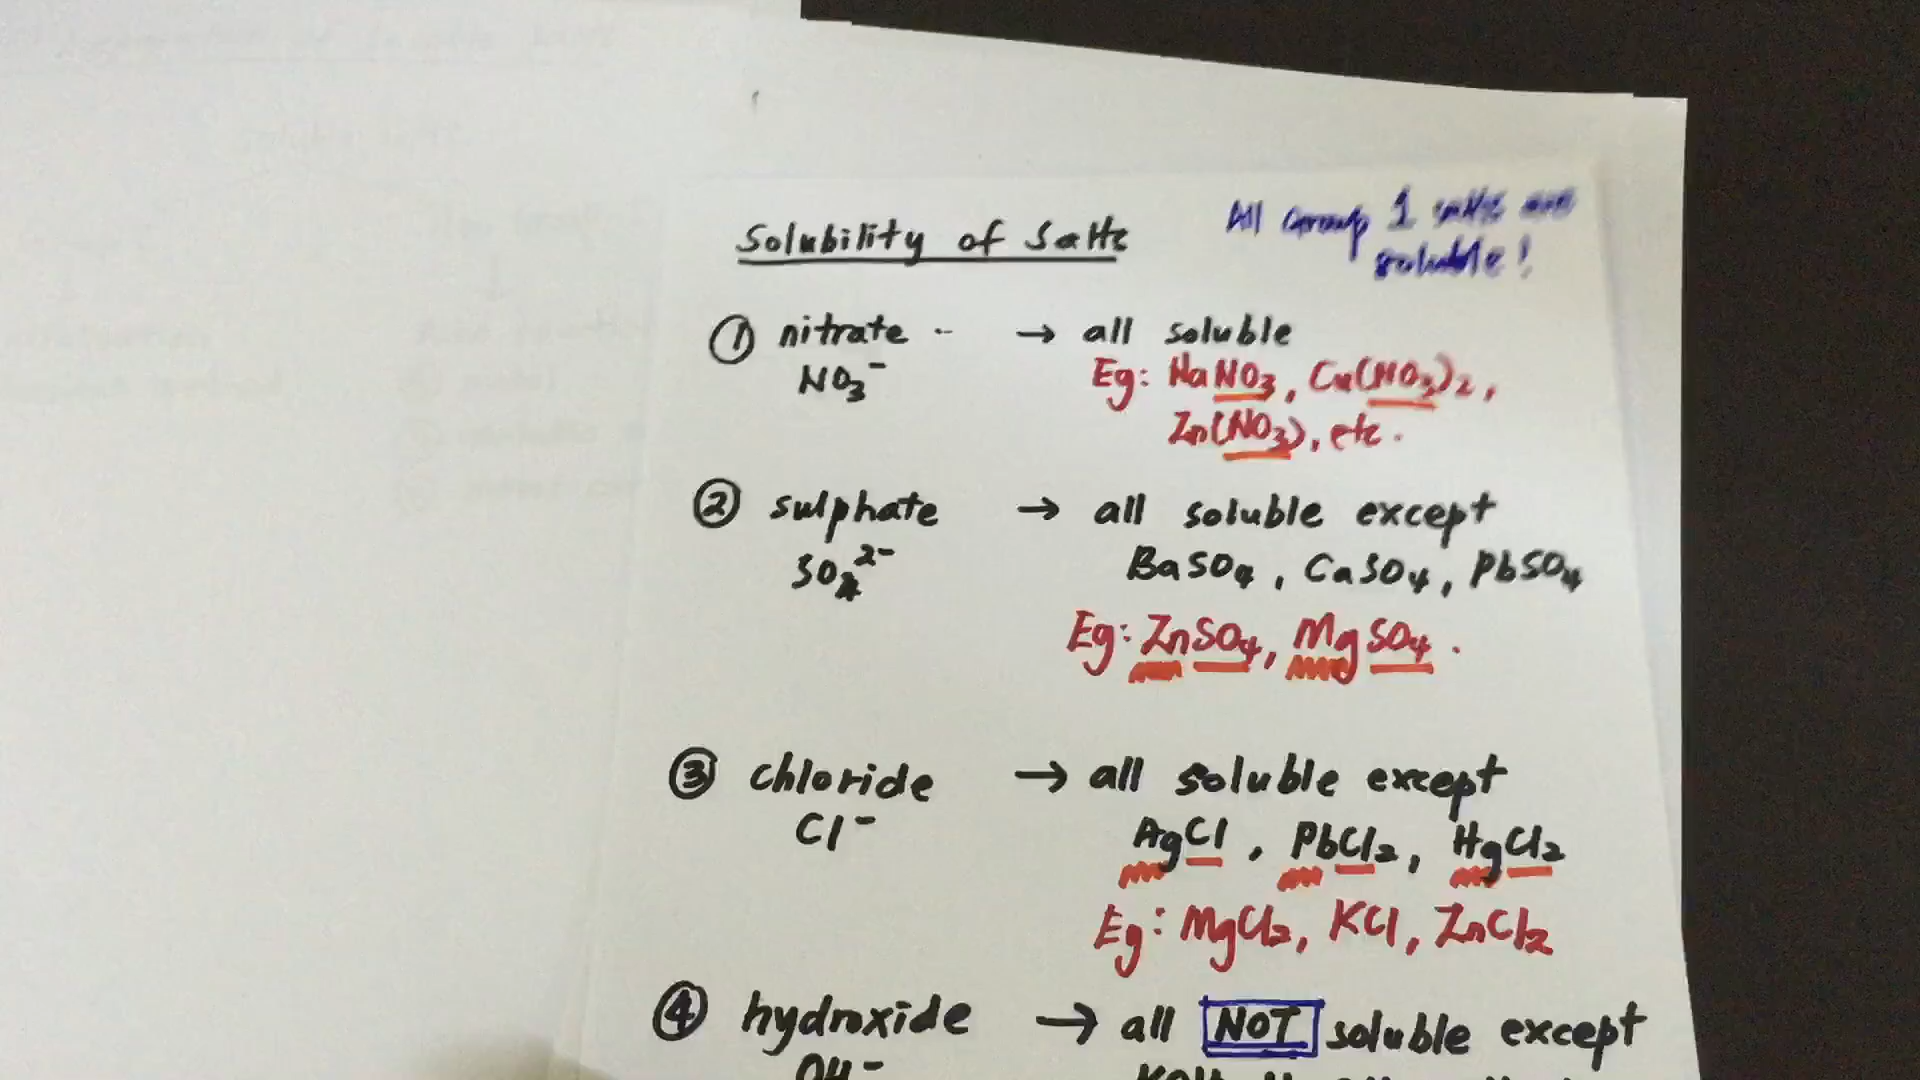 Solubility of Salts
All Group 1 salts are
soluble!
① nitrate → all soluble
NO₃⁻
Eg: NaNO₃, Cu(NO₃)₂,
Zn(NO₃), etc.
② sulphate → all soluble except
SO₄²⁻
BaSO₄, CaSO₄, PbSO₄
Eg: ZnSO₄, MgSO₄.
③ chloride → all soluble except
Cl⁻
AgCl, PbCl₂, HgCl₂
Eg: MgCl₂, KCl, ZnCl₂
④ hydroxide → all NOT soluble except
OH⁻